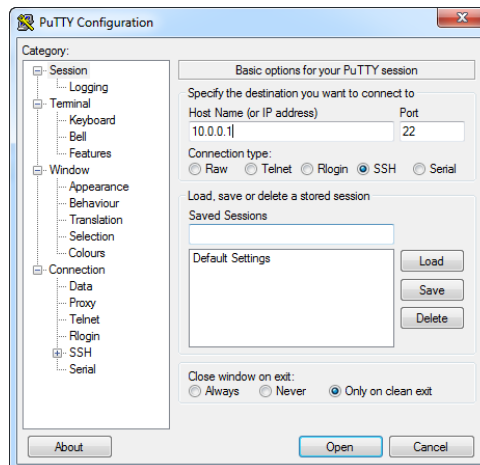 PuTTY Configuration
Category:
Session
Logging
Terminal
Keyboard
Bell
Features
Window
Appearance
Behaviour
Translation
Selection
Colours
Connection
Data
Proxy
Telnet
Rlogin
SSH
Serial
Basic options for your PuTTY session
Specify the destination you want to connect to
Host Name (or IP address) Port
10.0.0.1 22
Connection type:
Raw Telnet Rlogin SSH Serial
Load, save or delete a stored session
Saved Sessions
Default Settings
Load
Save
Delete
Close window on exit:
Always Never Only on clean exit
About Open Cancel